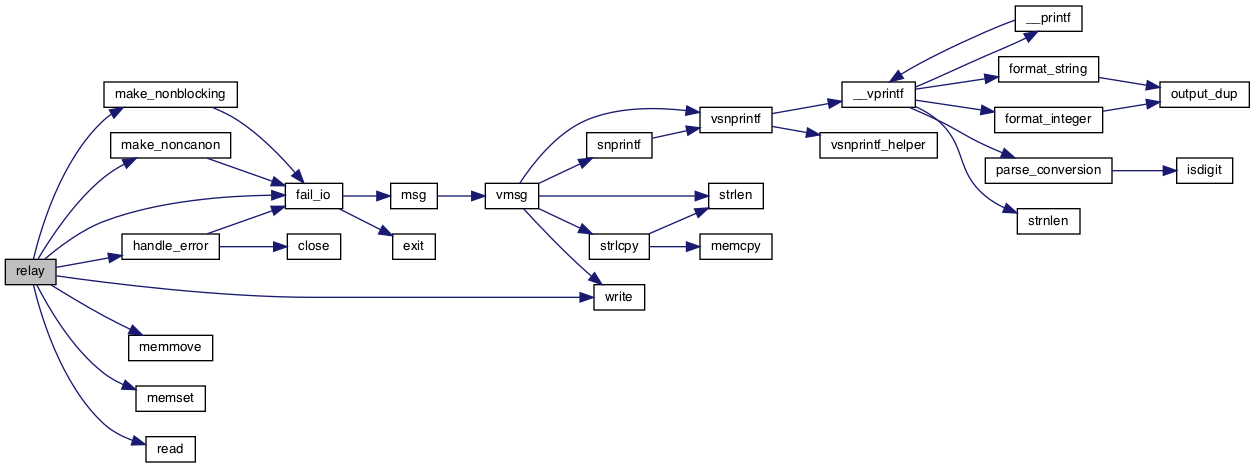 relay
make_nonblocking
make_noncanon
fail_io
handle_error
close
exit
msg
vmsg
write
memmove
memset
read
snprintf
strlcpy
vsnprintf
strlen
memcpy
vsnprintf_helper
__vprintf
__printf
format_string
format_integer
output_dup
parse_conversion
isdigit
strnlen